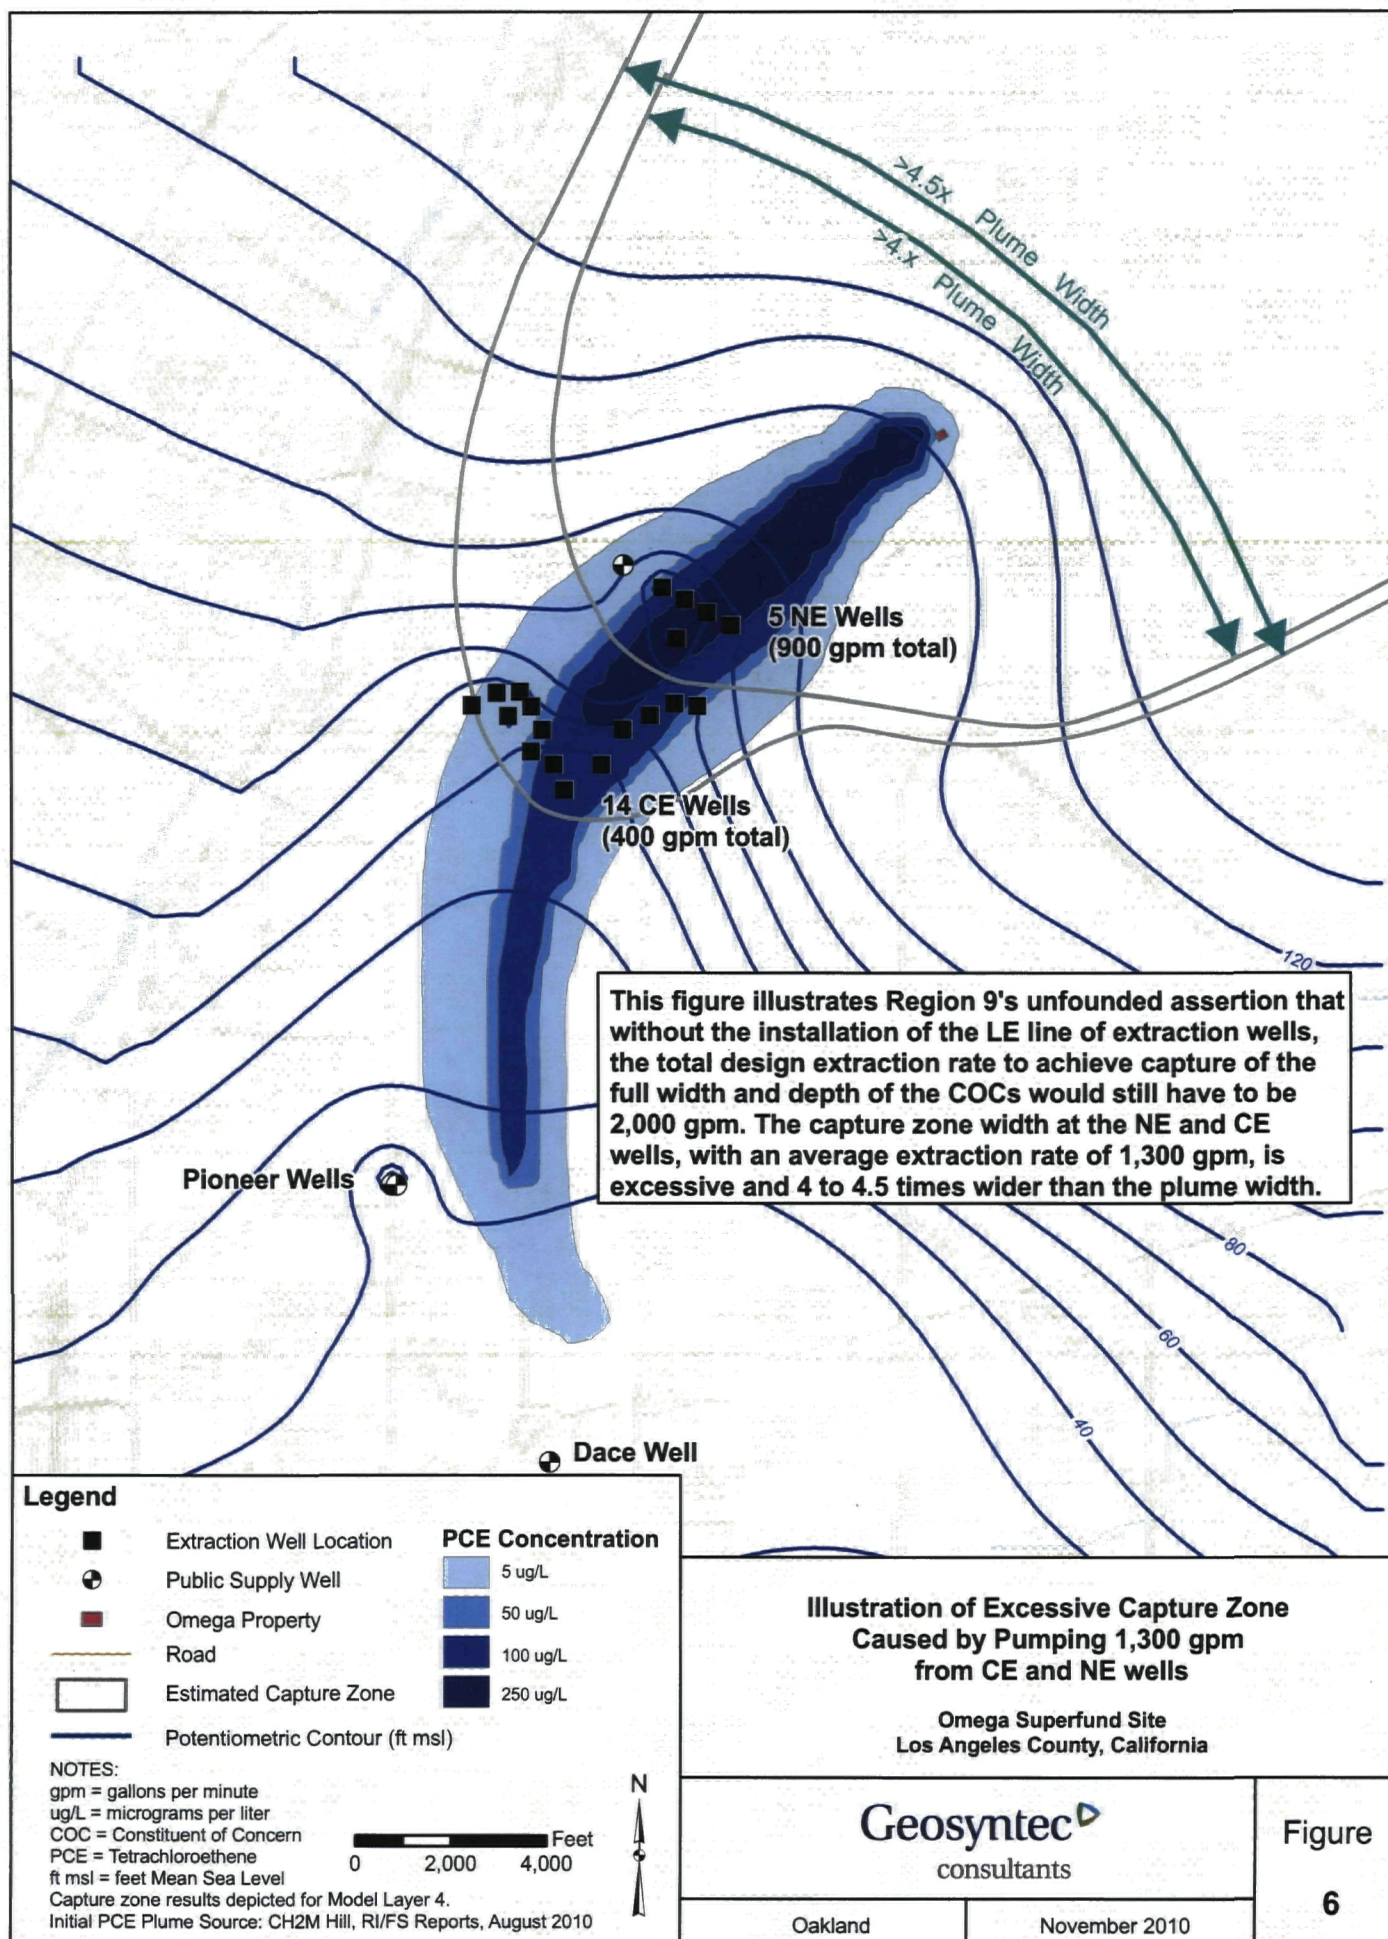 >4.5x Plume Width
>4.x Plume Width
5 NE Wells
(900 gpm total)
14 CE Wells
(400 gpm total)
120
This figure illustrates Region 9's unfounded assertion that
without the installation of the LE line of extraction wells,
the total design extraction rate to achieve capture of the
full width and depth of the COCs would still have to be
2,000 gpm. The capture zone width at the NE and CE
wells, with an average extraction rate of 1,300 gpm, is
excessive and 4 to 4.5 times wider than the plume width.
Pioneer Wells
80
60
40
Dace Well
Legend
Extraction Well Location
Public Supply Well
Omega Property
Road
Estimated Capture Zone
Potentiometric Contour (ft msl)
PCE Concentration
5 ug/L
50 ug/L
100 ug/L
250 ug/L
NOTES:
gpm = gallons per minute
ug/L = micrograms per liter
COC = Constituent of Concern
PCE = Tetrachloroethene
ft msl = feet Mean Sea Level
Capture zone results depicted for Model Layer 4.
Initial PCE Plume Source: CH2M Hill, RI/FS Reports, August 2010
Feet
0 2,000 4,000
N
Illustration of Excessive Capture Zone
Caused by Pumping 1,300 gpm
from CE and NE wells
Omega Superfund Site
Los Angeles County, California
Geosyntec
consultants
Oakland
November 2010
Figure
6